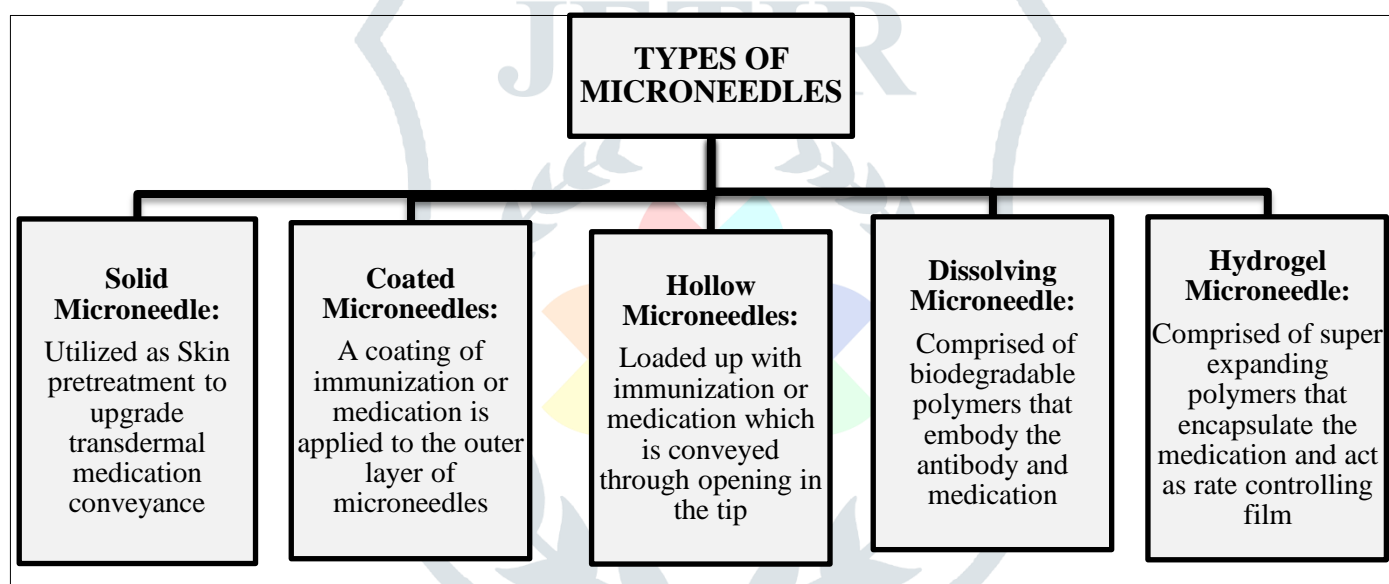 JETIR
TYPES OF
MICRONEEDLES
Solid
Microneedle:
Utilized as Skin
pretreatment to
upgrade
transdermal
medication
conveyance
Coated
Microneedles:
A coating of
immunization or
medication is
applied to the outer
layer of
microneedles
Hollow
Microneedles:
Loaded up with
immunization or
medication which
is conveyed
through opening in
the tip
Dissolving
Microneedle:
Comprised of
biodegradable
polymers that
embody the
antibody and
medication
Hydrogel
Microneedle:
Comprised of super
expanding
polymers that
encapsulate the
medication and act
as rate controlling
film